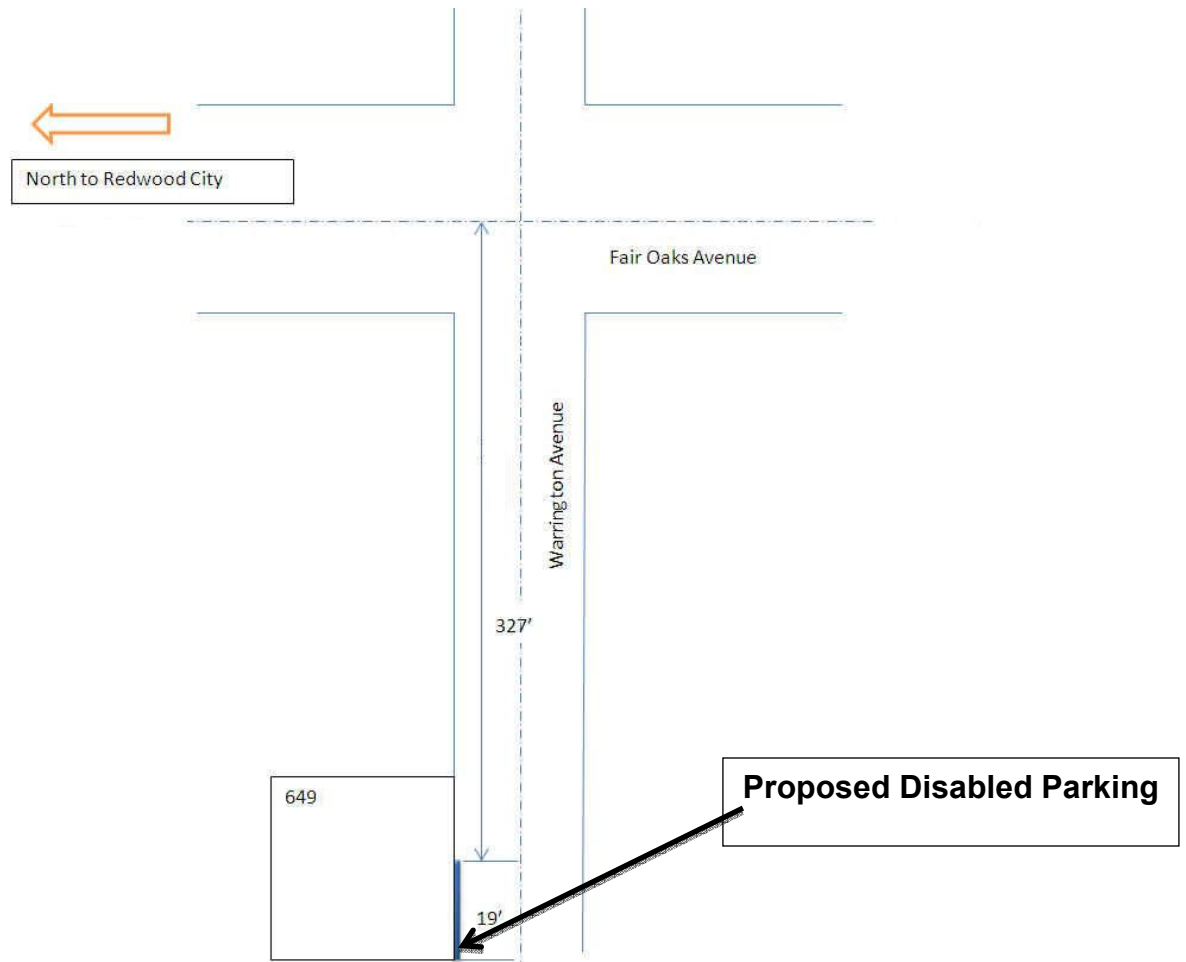 North to Redwood City
Fair Oaks Avenue
Warrington Avenue
327'
649
Proposed Disabled Parking
19'